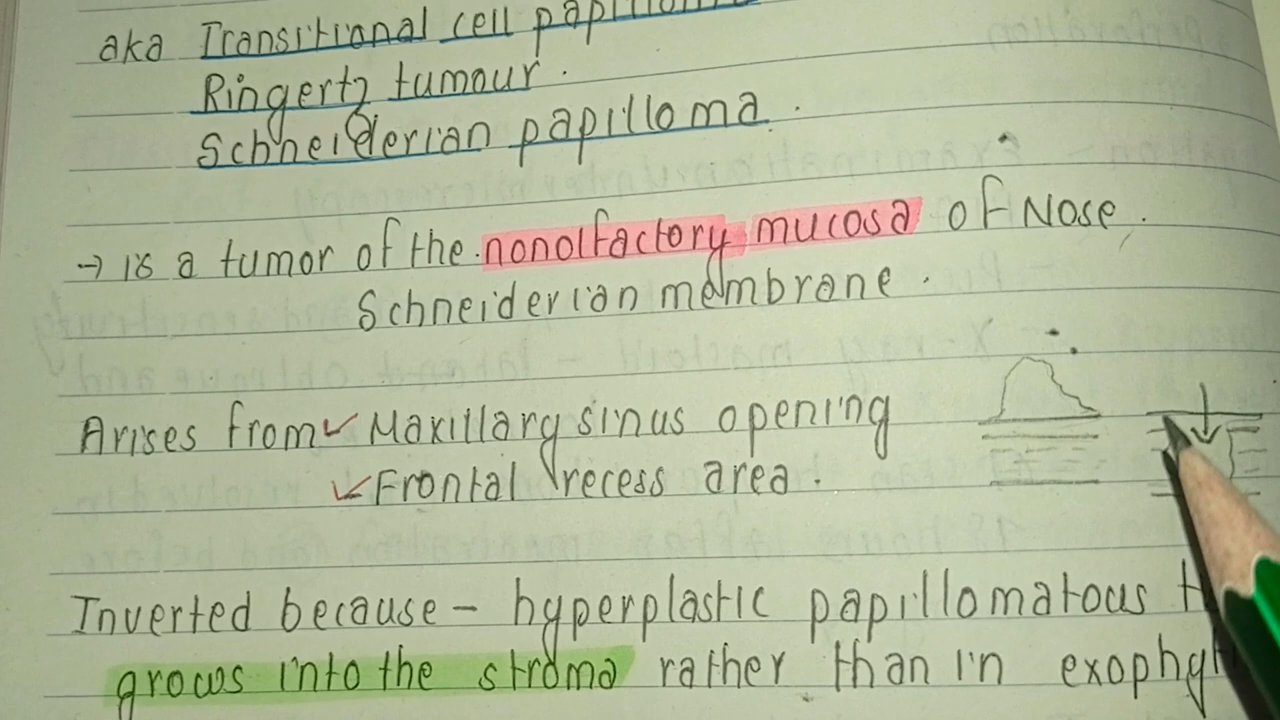 aka Transitional cell papilloma
Ringertz tumour.
Schneiderian papilloma.
→ is a tumor of the nonolfactory mucosa of Nose.
Schneiderian membrane.
Arises from ✓ Maxillary sinus opening
✓ Frontal recess area.
Inverted because - hyperplastic papillomatous
grows into the stroma rather than in